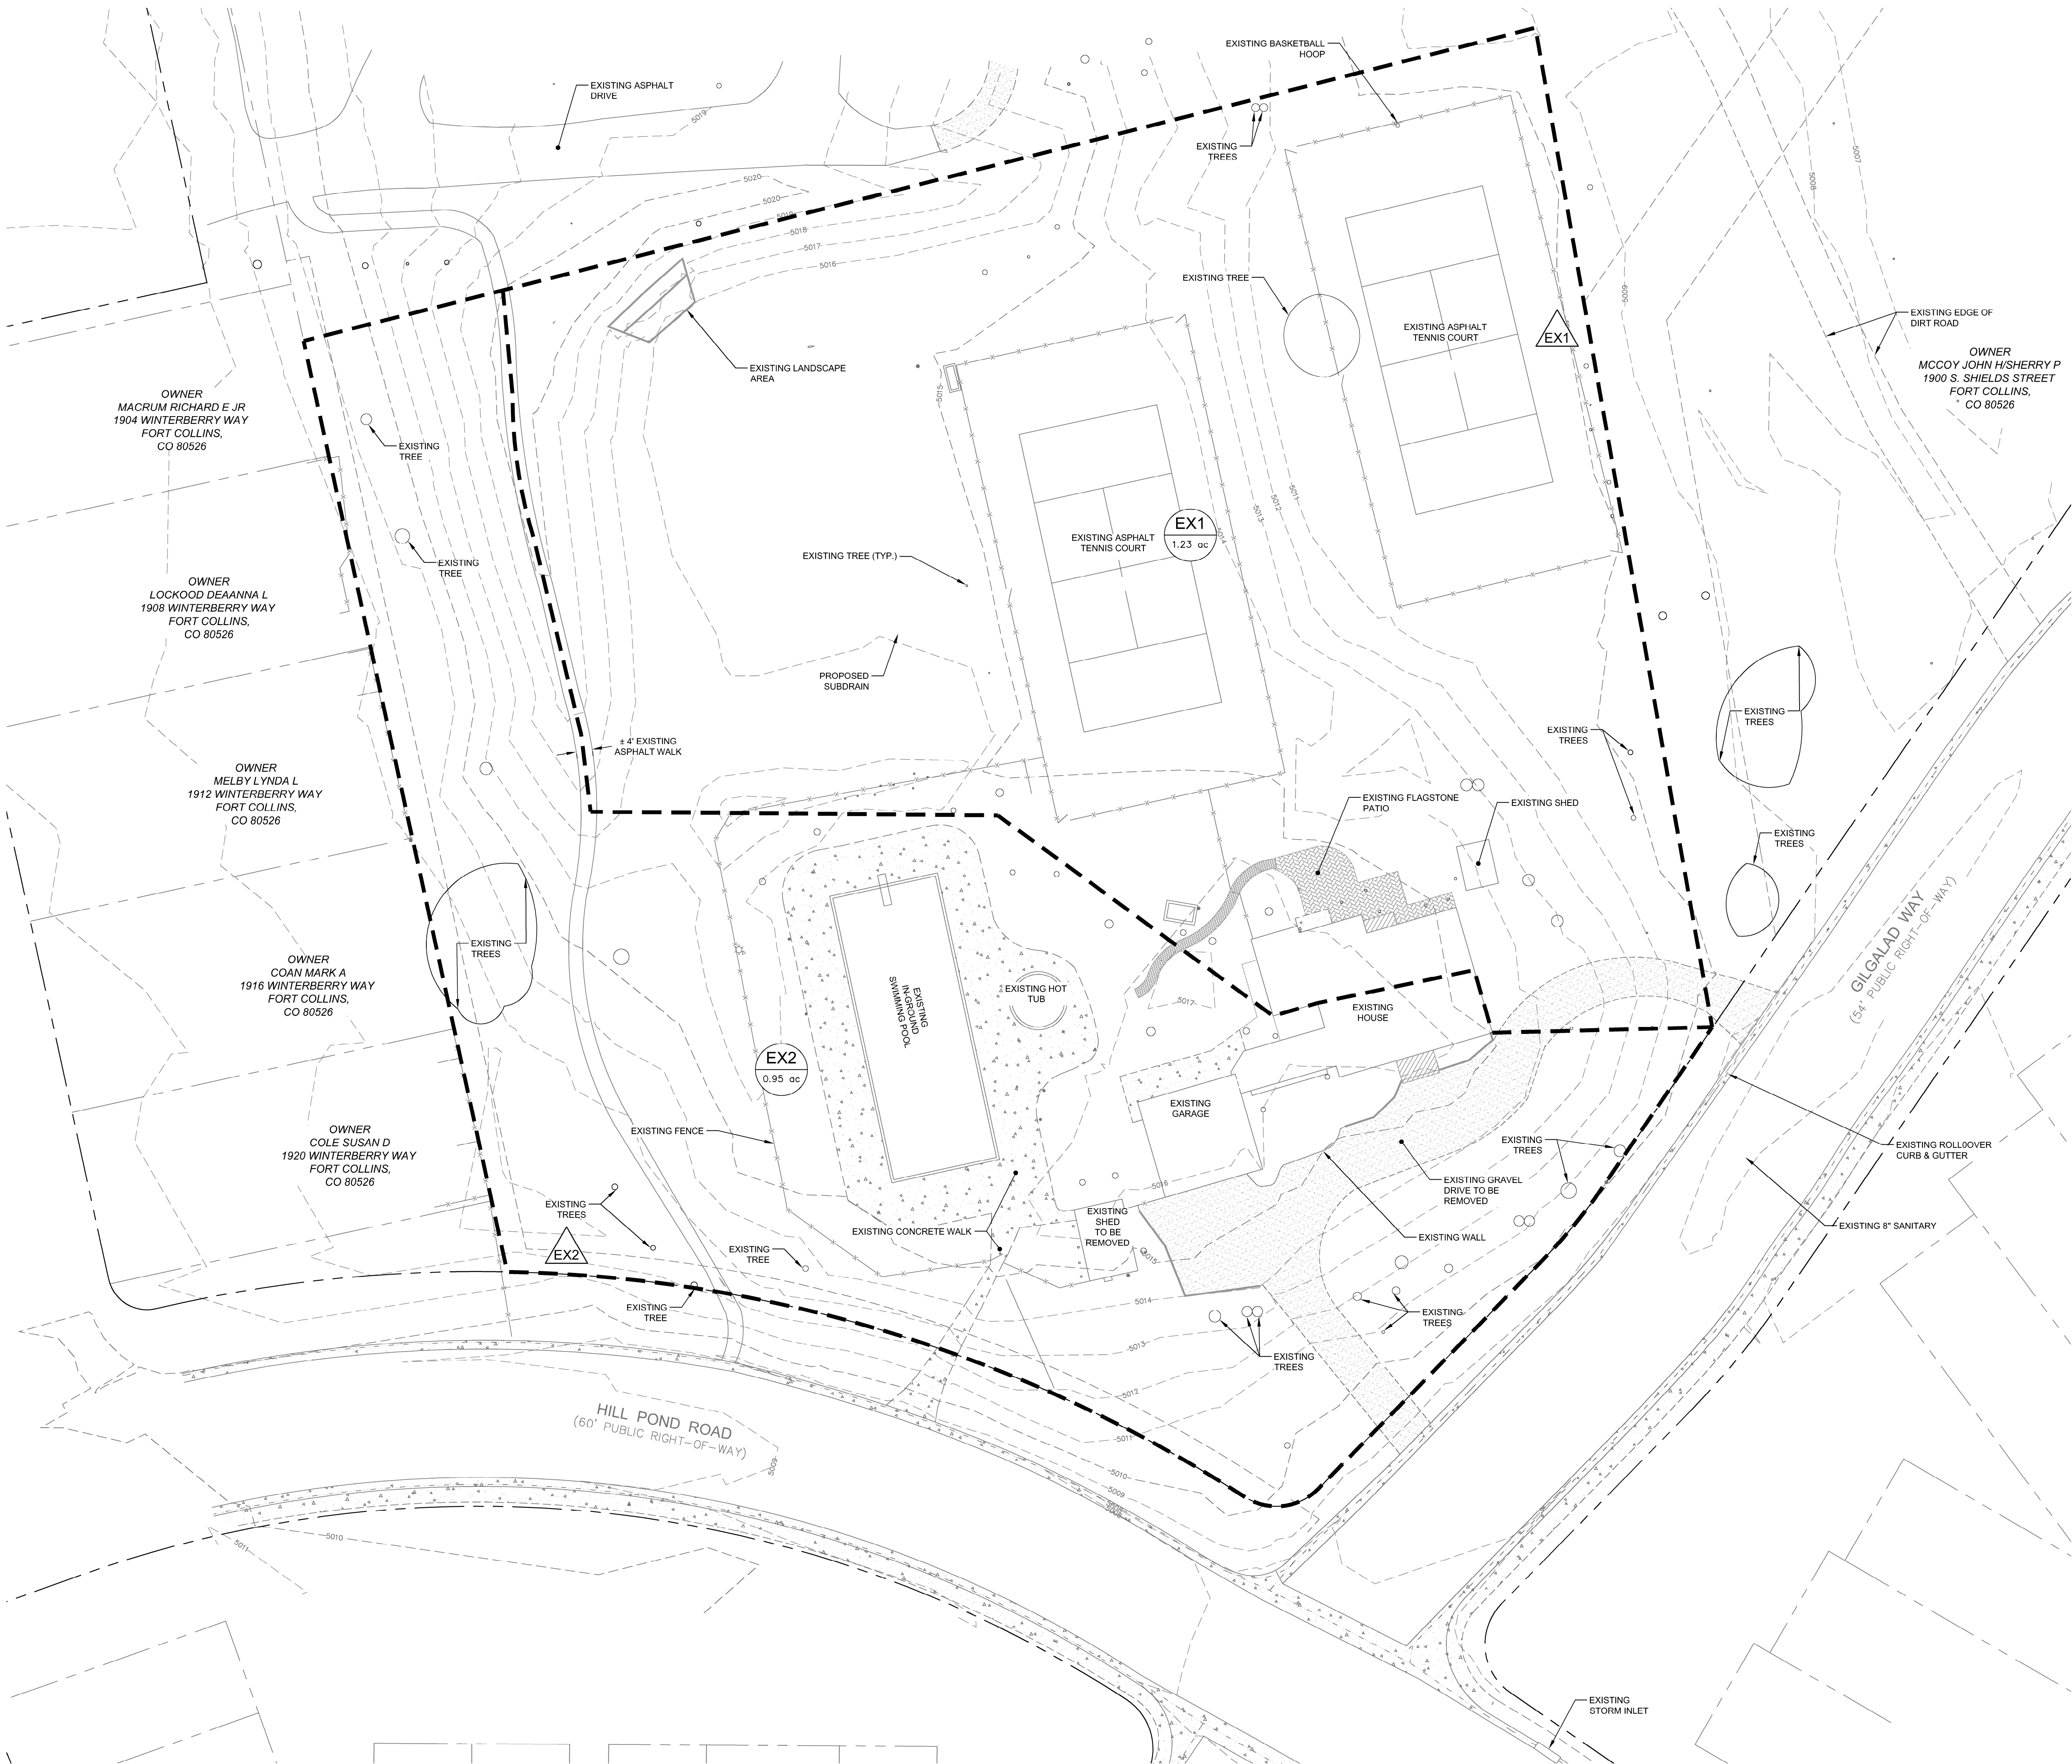 EXISTING BASKETBALL
HOOP
EXISTING ASPHALT
DRIVE
5019
EXISTING
TREES
5007
5008
5020
5020
5019
5018
5017
5016
EXISTING TREE
5009
EXISTING ASPHALT
TENNIS COURT
EX1
EXISTING EDGE OF
DIRT ROAD
OWNER
MCCOY JOHN H/SHERRY P
1900 S. SHIELDS STREET
FORT COLLINS,
CO 80526
EXISTING LANDSCAPE
AREA
5015
OWNER
MACRUM RICHARD E JR
1904 WINTERBERRY WAY
FORT COLLINS,
CO 80526
EXISTING
TREE
5011
5012
5013
5014
EX1
1.23 ac
EXISTING ASPHALT
TENNIS COURT
EXISTING TREE (TYP.)
EXISTING
TREE
OWNER
LOCKOOD DEAANNA L
1908 WINTERBERRY WAY
FORT COLLINS,
CO 80526
PROPOSED
SUBDRAIN
EXISTING
TREES
EXISTING
TREES
± 4' EXISTING
ASPHALT WALK
OWNER
MELBY LYNDA L
1912 WINTERBERRY WAY
FORT COLLINS,
CO 80526
EXISTING FLAGSTONE
PATIO
EXISTING SHED
EXISTING
TREES
GILGALAD WAY
(54' PUBLIC RIGHT-OF-WAY)
EXISTING
TREES
OWNER
COAN MARK A
1916 WINTERBERRY WAY
FORT COLLINS,
CO 80526
EXISTING
IN-GROUND
SWIMMING POOL
EXISTING HOT
TUB
5017
EXISTING
HOUSE
EX2
0.95 ac
EXISTING
GARAGE
EXISTING FENCE
OWNER
COLE SUSAN D
1920 WINTERBERRY WAY
FORT COLLINS,
CO 80526
EXISTING
TREES
EXISTING ROLL0OVER
CURB & GUTTER
EXISTING GRAVEL
DRIVE TO BE
REMOVED
5016
EXISTING
TREES
EXISTING
SHED
TO BE
REMOVED
EXISTING CONCRETE WALK
EXISTING 8" SANITARY
EXISTING WALL
EX2
EXISTING
TREE
5015
5014
EXISTING
TREE
EXISTING
TREES
5013
EXISTING
TREES
5012
HILL POND ROAD
(60' PUBLIC RIGHT-OF-WAY)
5011
5009
5010
5009
5008
5008
5010
5011
EXISTING
STORM INLET